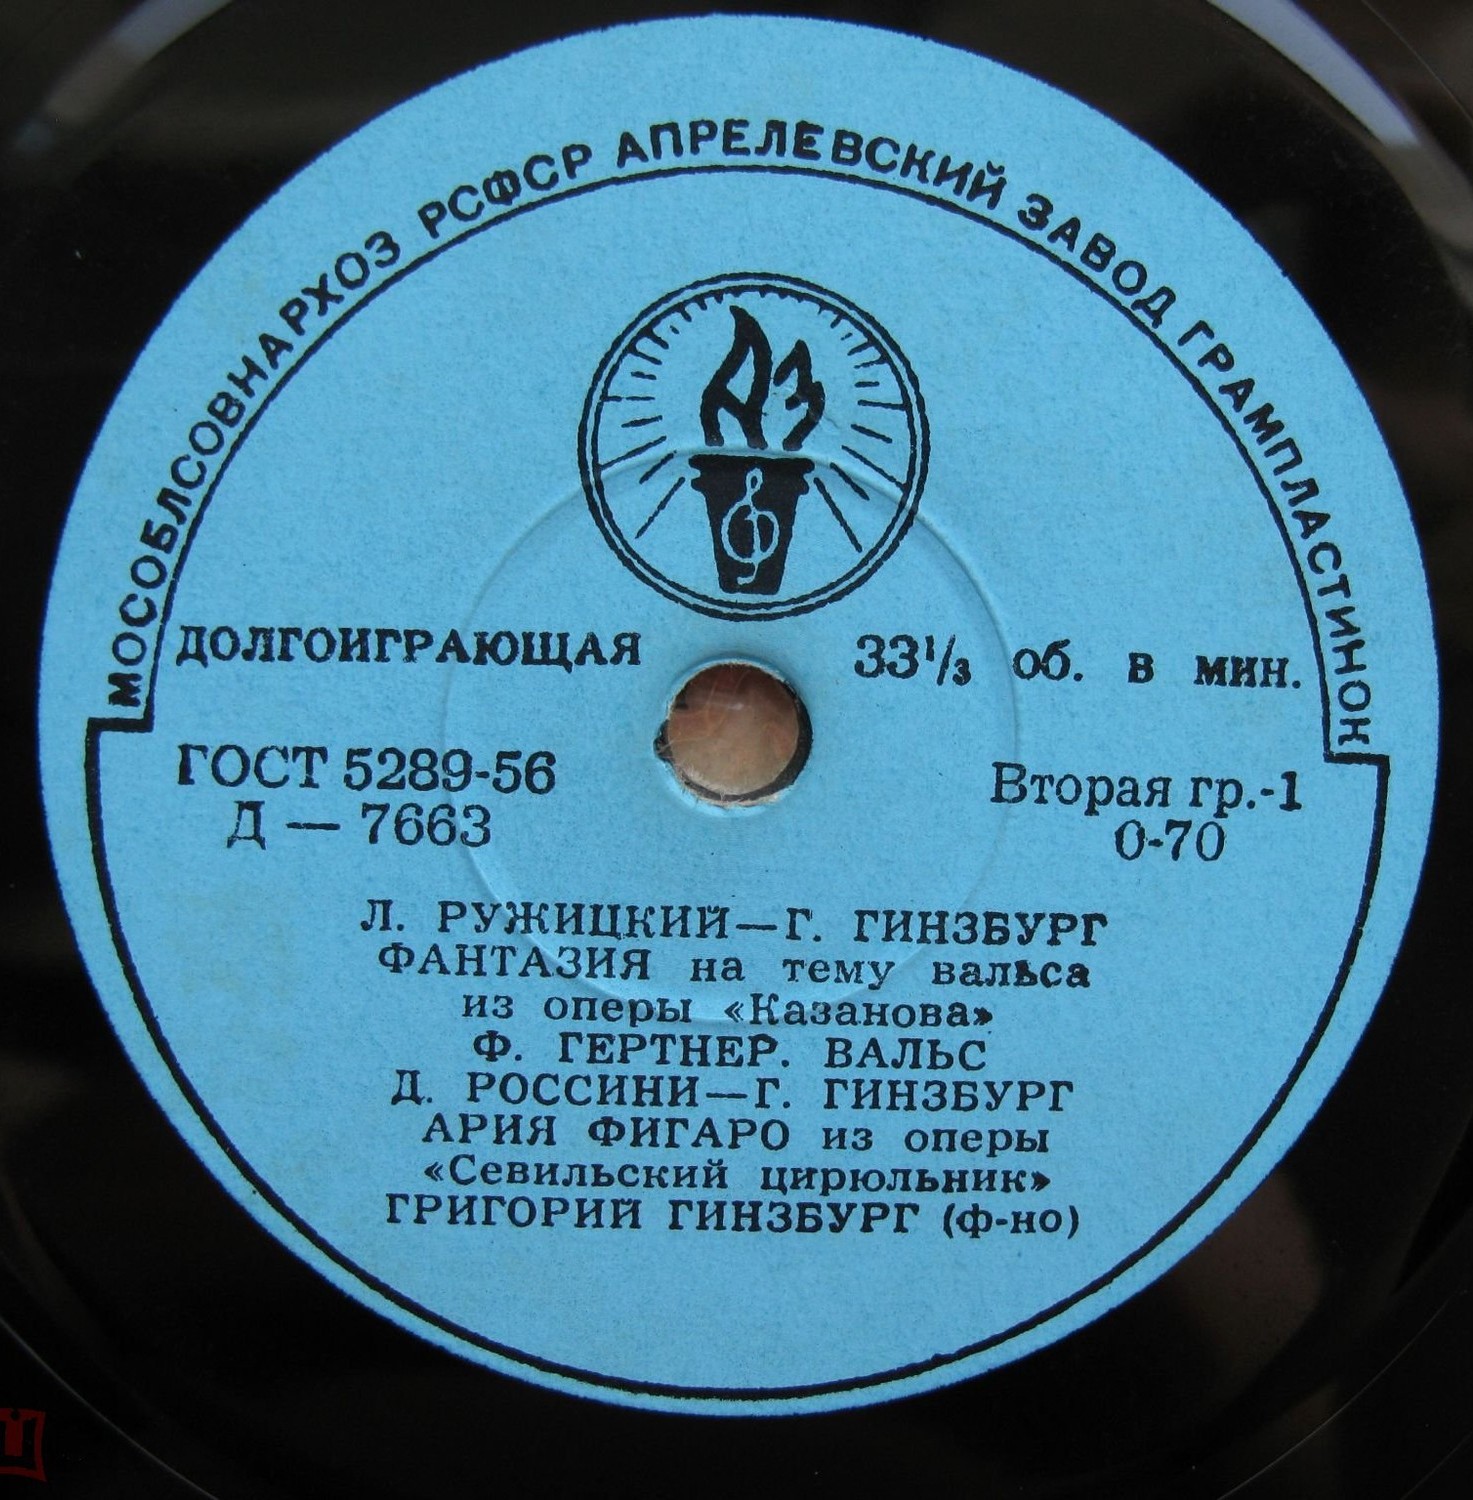 МОСОБЛСОВНАРХОЗ РСФСР АПРЕЛЕВСКИЙ ЗАВОД ГРАМПЛАСТИНОК
АЗ
ДОЛГОИГРАЮЩАЯ 33⅓ об. в мин.
ГОСТ 5289-56 Вторая гр.-1
Д — 7663 0-70
Л. РУЖИЦКИЙ—Г. ГИНЗБУРГ
ФАНТАЗИЯ на тему вальса
из оперы «Казанова»
Ф. ГЕРТНЕР. ВАЛЬС
Д. РОССИНИ—Г. ГИНЗБУРГ
АРИЯ ФИГАРО из оперы
«Севильский цирюльник»
ГРИГОРИЙ ГИНЗБУРГ (ф-но)